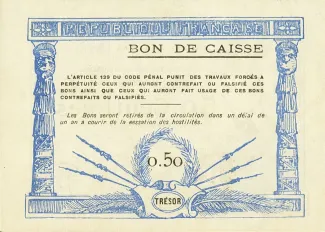 RÉPUBLIQUE FRANÇAISE
BON DE CAISSE
L'ARTICLE 139 DU CODE PÉNAL PUNIT DES TRAVAUX FORCÉS A
PERPÉTUITÉ CEUX QUI AURONT CONTREFAIT OU FALSIFIÉ CES
BONS AINSI QUE CEUX QUI AURONT FAIT USAGE DE CES BONS
CONTREFAITS OU FALSIFIÉS.
Les Bons seront retirés de la circulation dans un délai de
un an a courir de la cessation des hostilités.
0.50
TRÉSOR